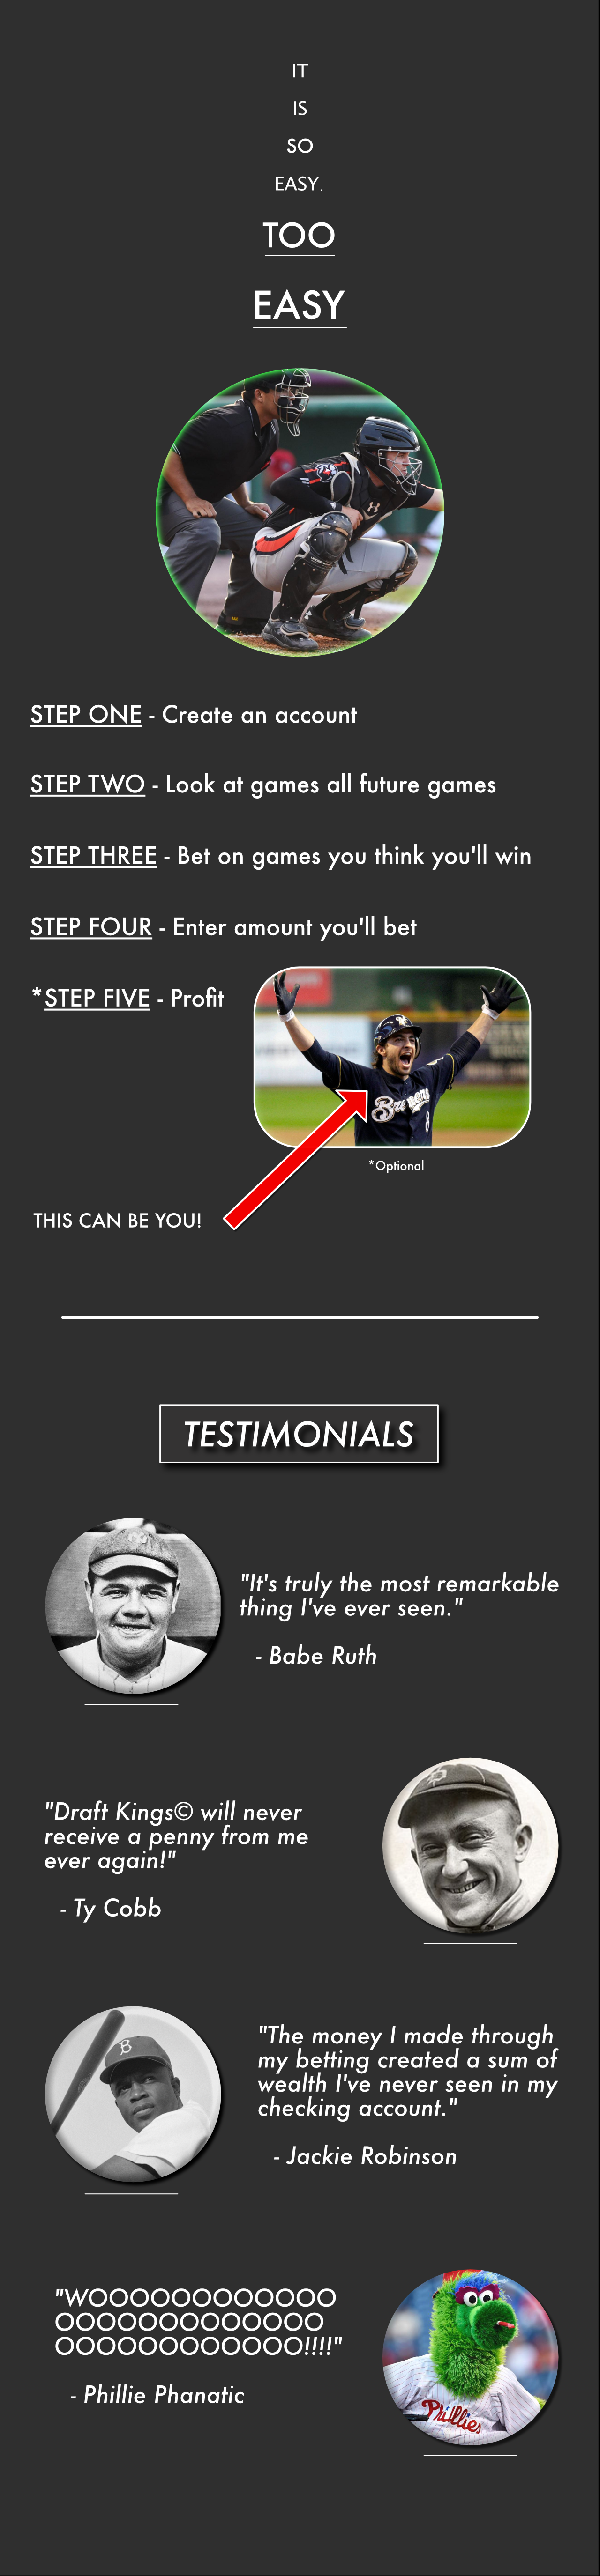 IT
IS
SO
EASY.
TOO
EASY
STEP ONE - Create an account
STEP TWO - Look at games all future games
STEP THREE - Bet on games you think you'll win
STEP FOUR - Enter amount you'll bet
*STEP FIVE - Profit
Brewers
8
*Optional
THIS CAN BE YOU!
TESTIMONIALS
"It's truly the most remarkable
thing I've ever seen."
- Babe Ruth
"Draft Kings© will never
receive a penny from me
ever again!"
- Ty Cobb
B
"The money I made through
my betting created a sum of
wealth I've never seen in my
checking account."
- Jackie Robinson
"WOOOOOOOOOOOO
OOOOOOOOOOOOO
OOOOOOOOOOOO!!!!"
- Phillie Phanatic
Phillies